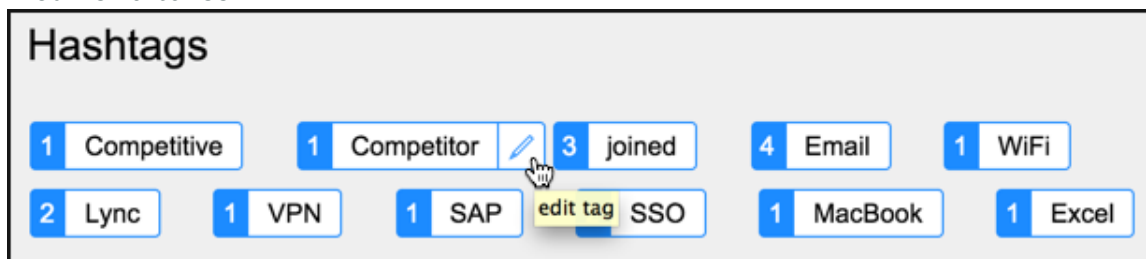 Hashtags
1 Competitive 1 Competitor 3 joined 4 Email 1 WiFi
2 Lync 1 VPN 1 SAP edit tag SSO 1 MacBook 1 Excel